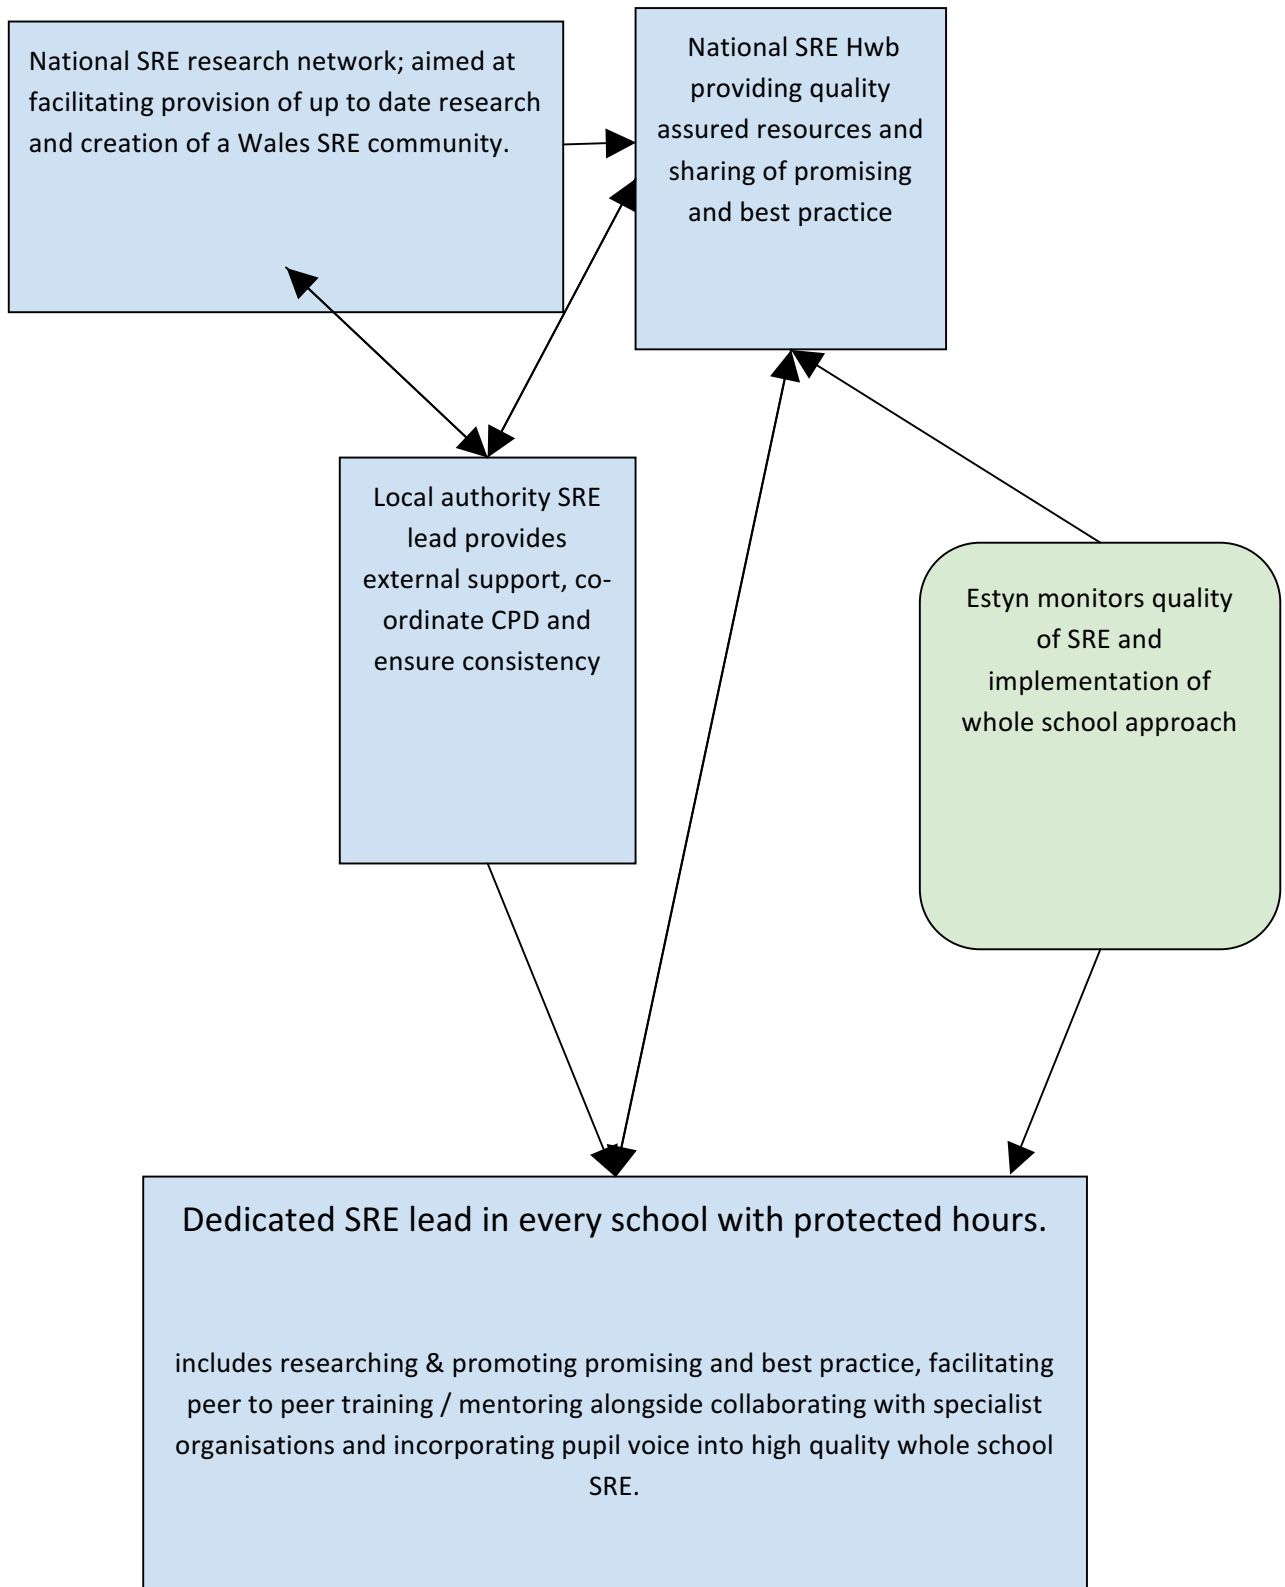 National SRE research network; aimed at
facilitating provision of up to date research
and creation of a Wales SRE community.
National SRE Hwb
providing quality
assured resources and
sharing of promising
and best practice
Local authority SRE
lead provides
external support, co-
ordinate CPD and
ensure consistency
Estyn monitors quality
of SRE and
implementation of
whole school approach
Dedicated SRE lead in every school with protected hours.
includes researching & promoting promising and best practice, facilitating
peer to peer training / mentoring alongside collaborating with specialist
organisations and incorporating pupil voice into high quality whole school
SRE.